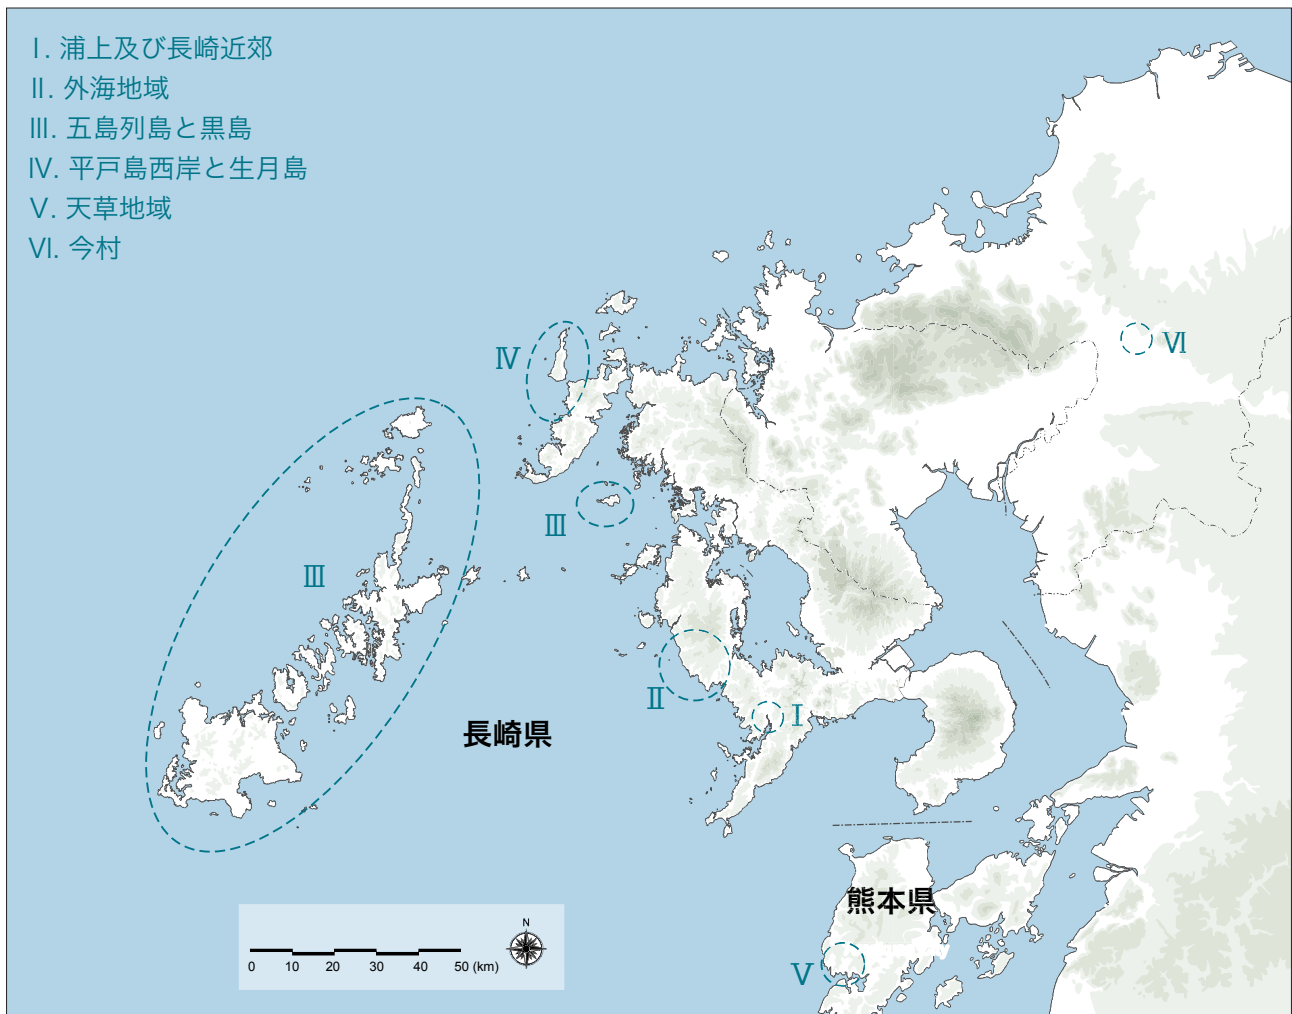 Ⅰ. 浦上及び長崎近郊
Ⅱ. 外海地域
Ⅲ. 五島列島と黒島
Ⅳ. 平戸島西岸と生月島
Ⅴ. 天草地域
Ⅵ. 今村
Ⅵ
Ⅳ
Ⅲ
Ⅲ
Ⅱ
Ⅰ
長崎県
熊本県
N
0 10 20 30 40 50 (km)
Ⅴ